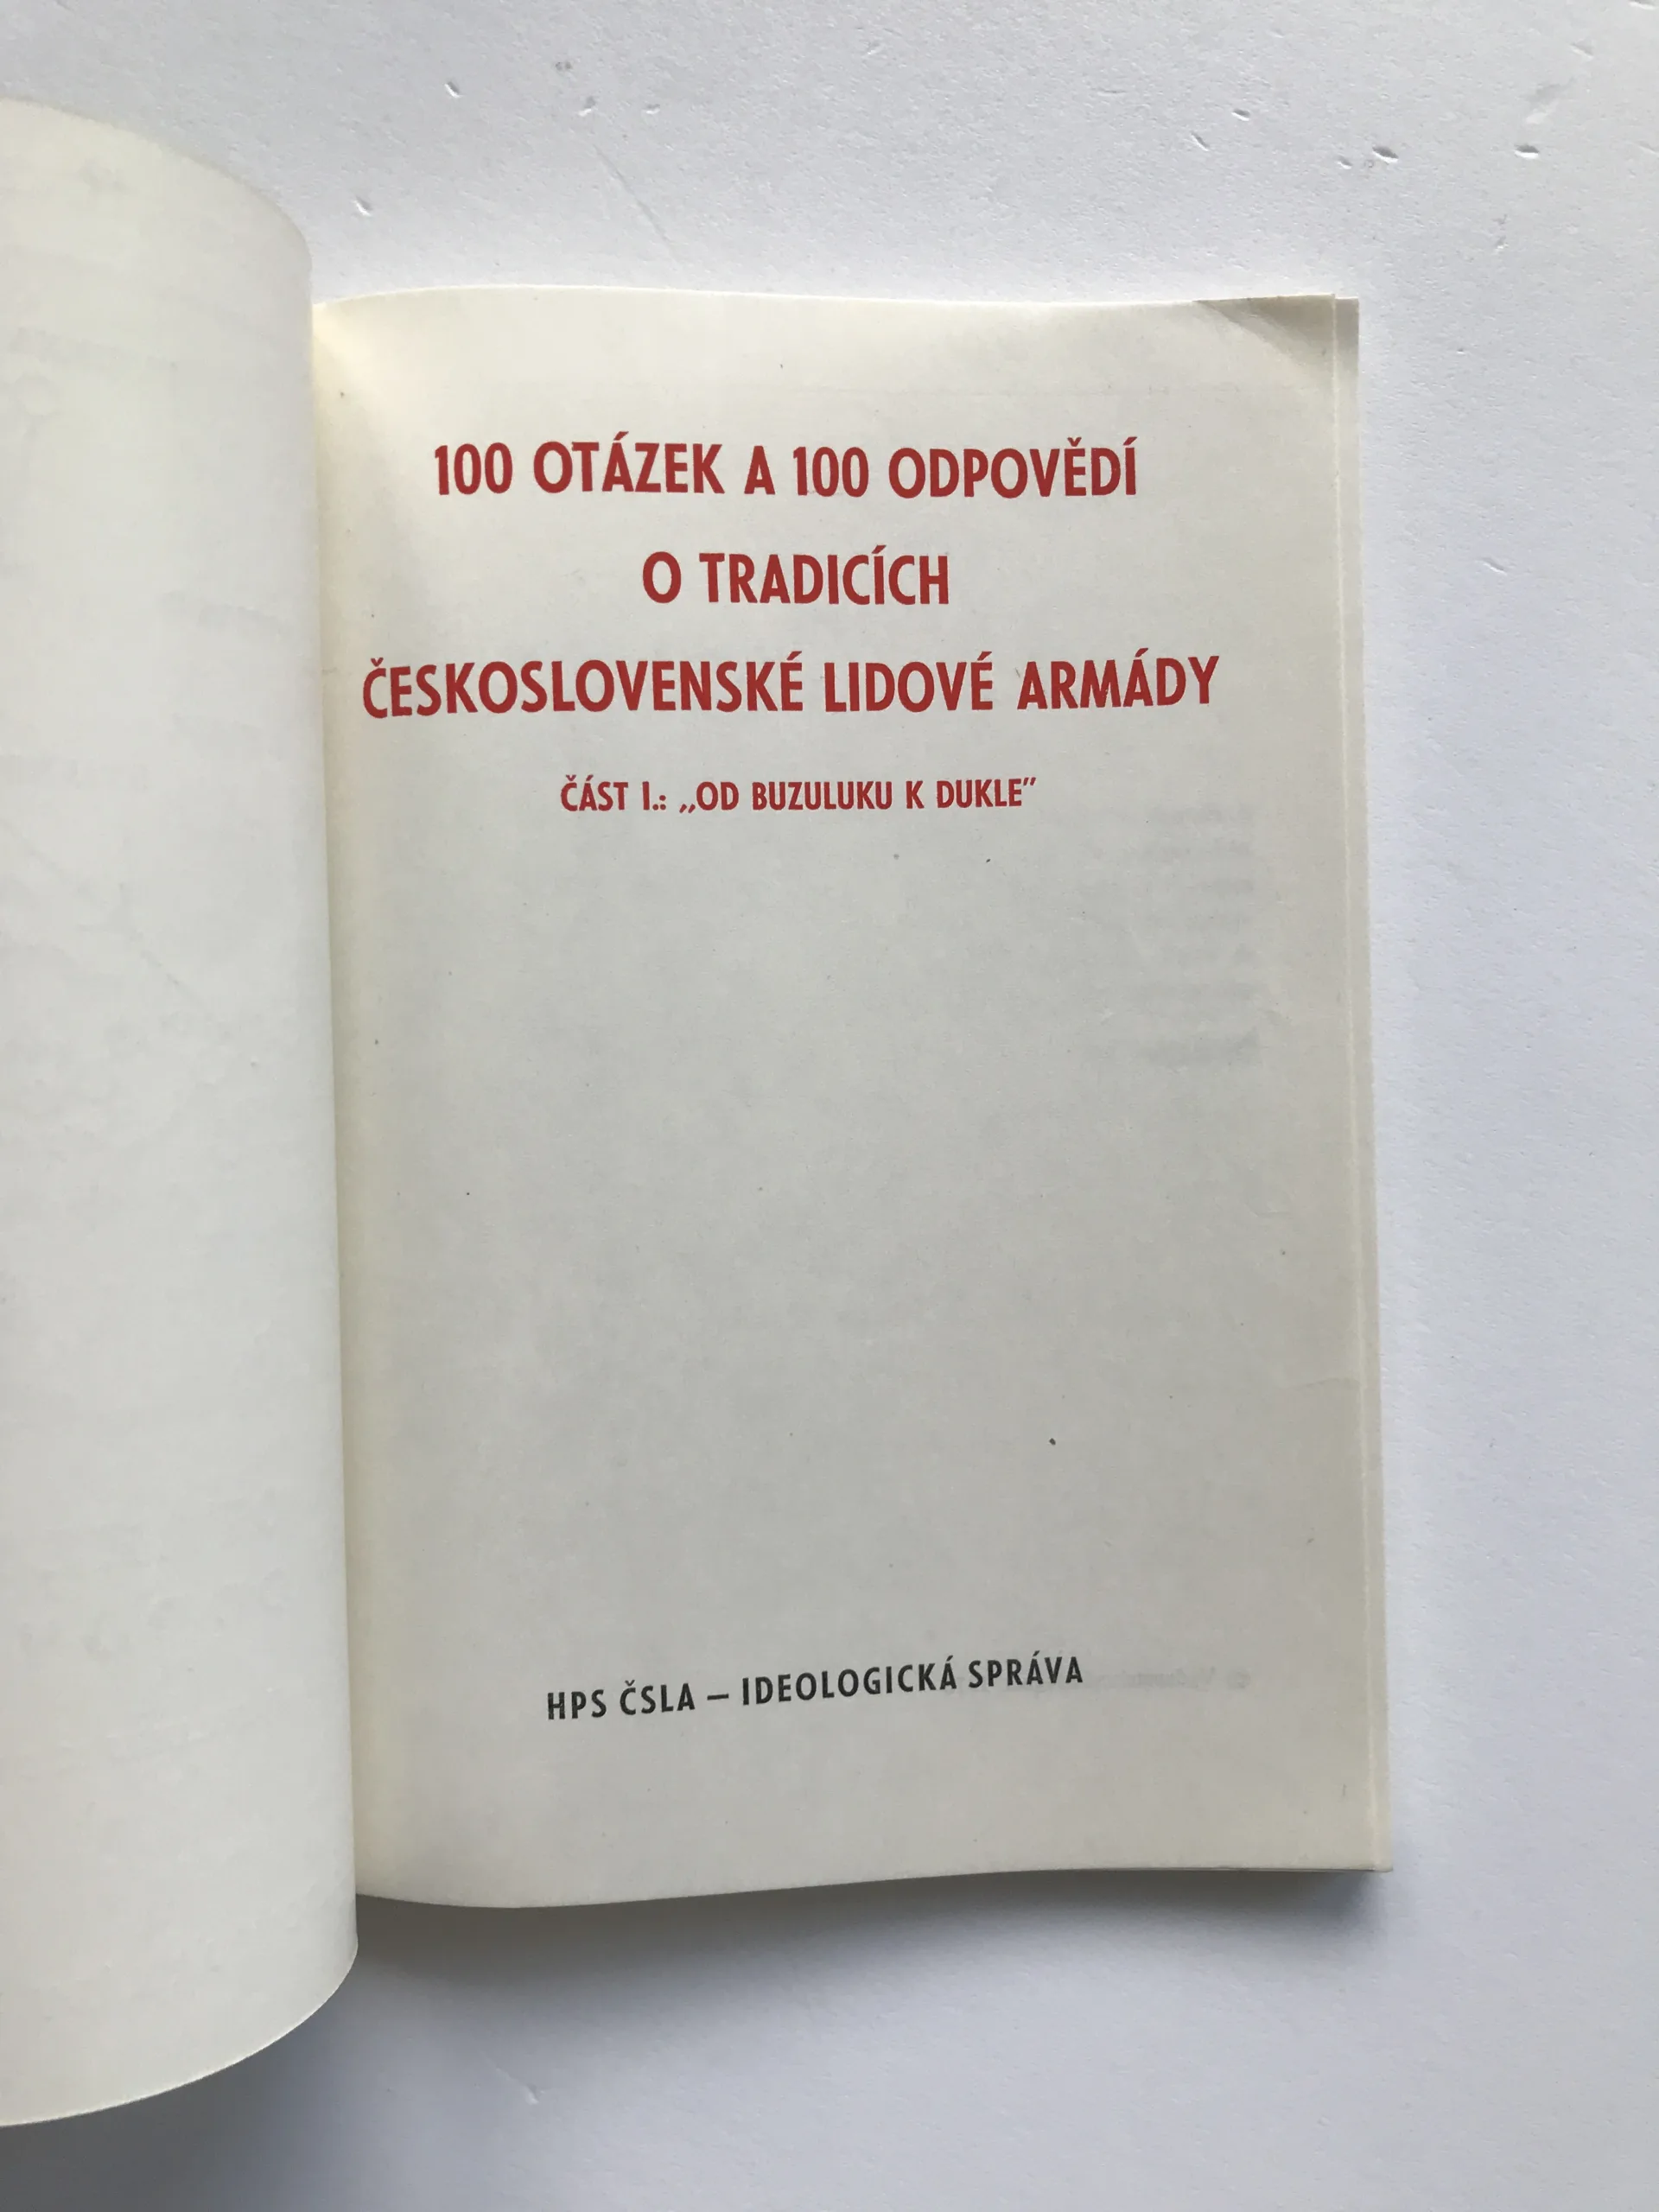 100 OTÁZEK A 100 ODPOVĚDÍ
O TRADICÍCH
ČESKOSLOVENSKÉ LIDOVÉ ARMÁDY
ČÁST I.: „OD BUZULUKU K DUKLE”
HPS ČSLA – IDEOLOGICKÁ SPRÁVA